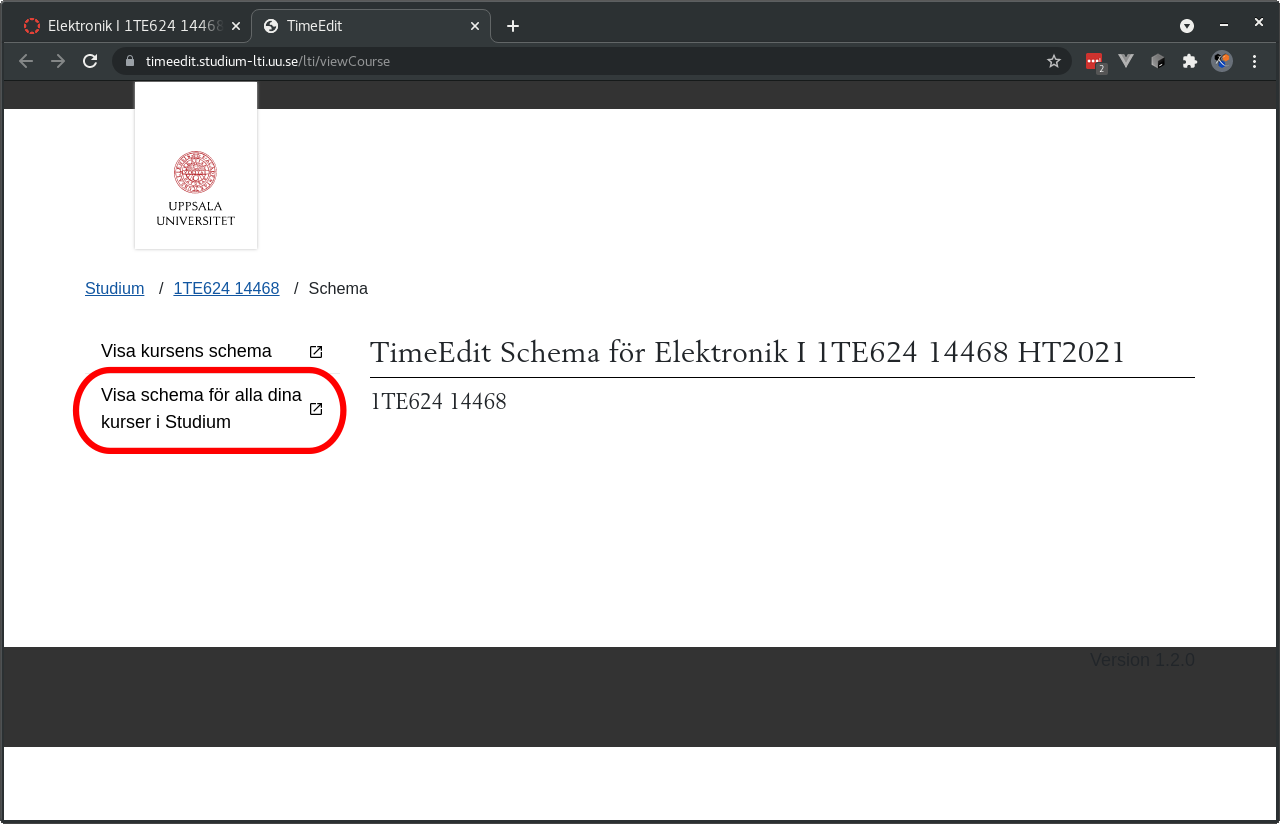 Elektronik I 1TE624 14468
TimeEdit
timeedit.studium-lti.uu.se/lti/viewCourse
2
UPPSALA
UNIVERSITET
Studium / 1TE624 14468 / Schema
Visa kursens schema
Visa schema för alla dina
kurser i Studium
TimeEdit Schema för Elektronik I 1TE624 14468 HT2021
1TE624 14468
Version 1.2.0